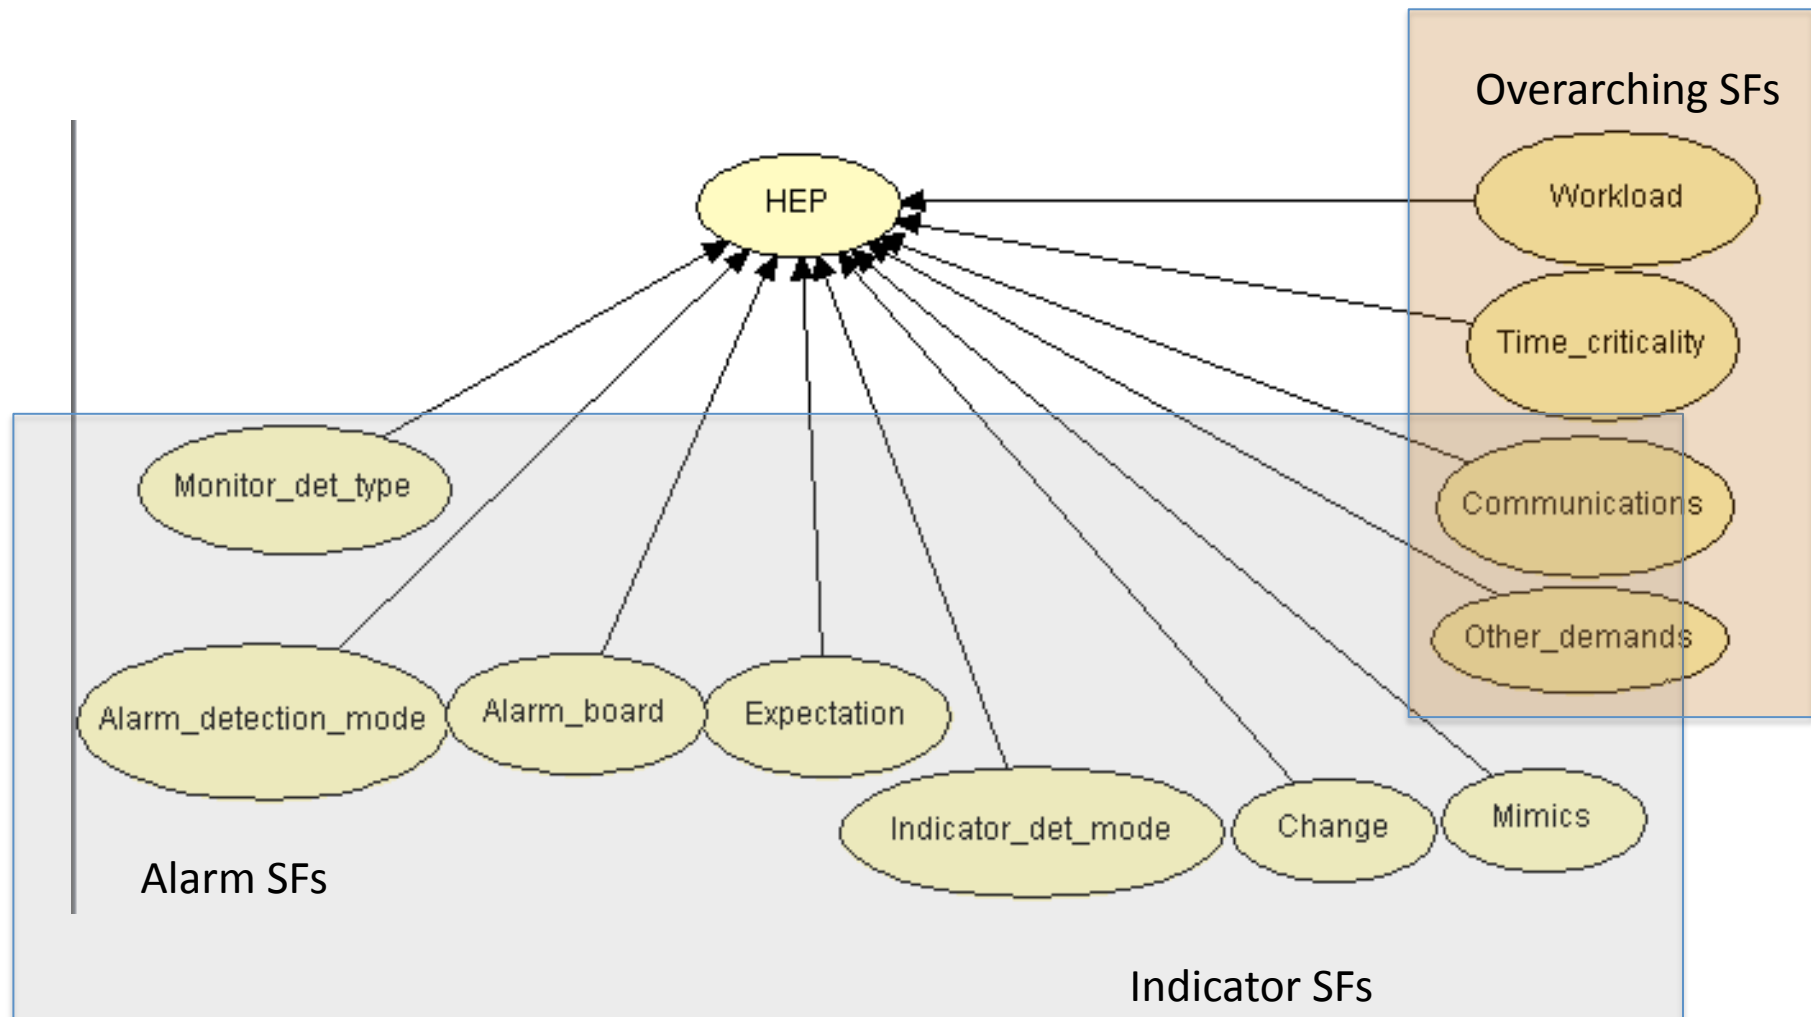 Overarching SFs
HEP
Workload
Time_criticality
Monitor_det_type
Communications
Other_demands
Alarm_detection_mode
Alarm_board
Expectation
Indicator_det_mode
Change
Mimics
Alarm SFs
Indicator SFs